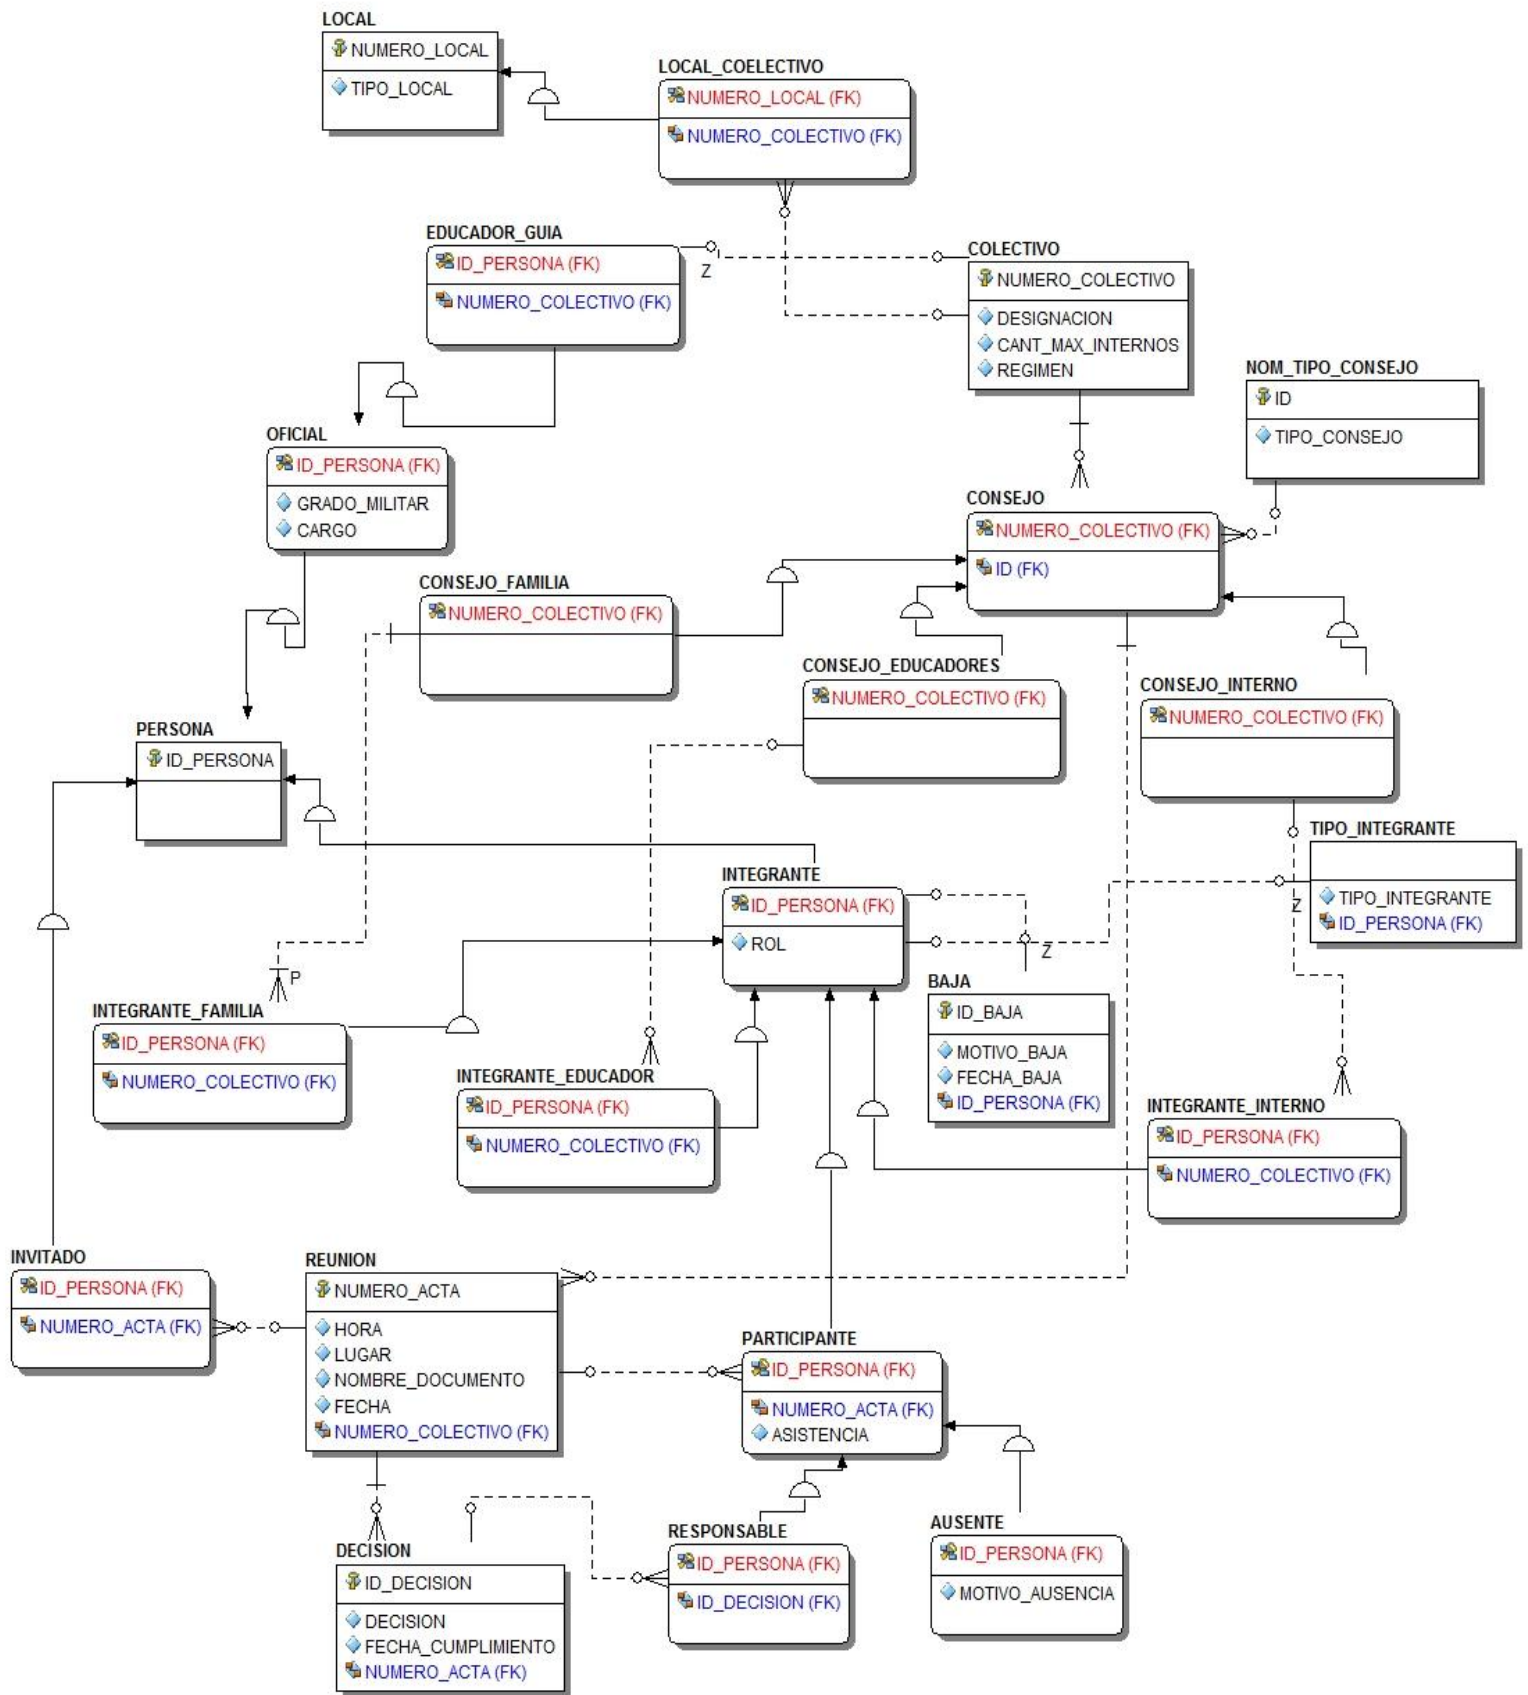 LOCAL
NUMERO_LOCAL
TIPO_LOCAL
LOCAL_COELECTIVO
NUMERO_LOCAL (FK)
NUMERO_COLECTIVO (FK)
EDUCADOR_GUIA
ID_PERSONA (FK)
NUMERO_COLECTIVO (FK)
Z
COLECTIVO
NUMERO_COLECTIVO
DESIGNACION
CANT_MAX_INTERNOS
REGIMEN
NOM_TIPO_CONSEJO
ID
TIPO_CONSEJO
OFICIAL
ID_PERSONA (FK)
GRADO_MILITAR
CARGO
CONSEJO
NUMERO_COLECTIVO (FK)
ID (FK)
CONSEJO_FAMILIA
NUMERO_COLECTIVO (FK)
CONSEJO_EDUCADORES
NUMERO_COLECTIVO (FK)
CONSEJO_INTERNO
NUMERO_COLECTIVO (FK)
PERSONA
ID_PERSONA
TIPO_INTEGRANTE
TIPO_INTEGRANTE
ID_PERSONA (FK)
Z
INTEGRANTE
ID_PERSONA (FK)
ROL
Z
P
BAJA
ID_BAJA
MOTIVO_BAJA
FECHA_BAJA
ID_PERSONA (FK)
INTEGRANTE_FAMILIA
ID_PERSONA (FK)
NUMERO_COLECTIVO (FK)
INTEGRANTE_EDUCADOR
ID_PERSONA (FK)
NUMERO_COLECTIVO (FK)
INTEGRANTE_INTERNO
ID_PERSONA (FK)
NUMERO_COLECTIVO (FK)
INVITADO
ID_PERSONA (FK)
NUMERO_ACTA (FK)
REUNION
NUMERO_ACTA
HORA
LUGAR
NOMBRE_DOCUMENTO
FECHA
NUMERO_COLECTIVO (FK)
PARTICIPANTE
ID_PERSONA (FK)
NUMERO_ACTA (FK)
ASISTENCIA
DECISION
ID_DECISION
DECISION
FECHA_CUMPLIMIENTO
NUMERO_ACTA (FK)
RESPONSABLE
ID_PERSONA (FK)
ID_DECISION (FK)
AUSENTE
ID_PERSONA (FK)
MOTIVO_AUSENCIA